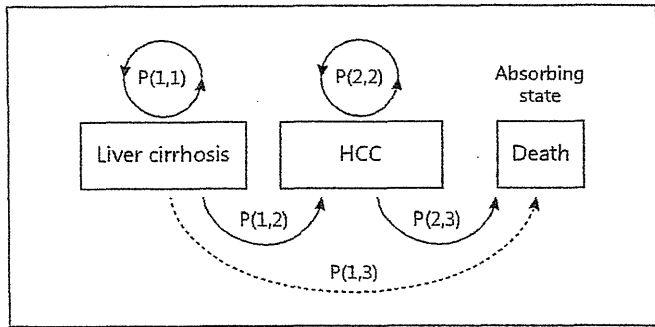 P(1,1)
P(2,2)
Absorbing
state
Liver cirrhosis
HCC
Death
P(1,2)
P(2,3)
P(1,3)